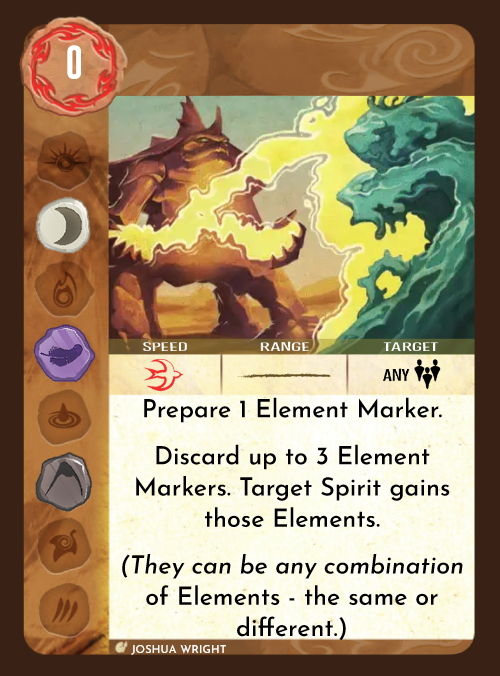 0
SPEED RANGE TARGET
ANY
Prepare 1 Element Marker.
Discard up to 3 Element
Markers. Target Spirit gains
those Elements.
(They can be any combination
of Elements - the same or
different.)
JOSHUA WRIGHT